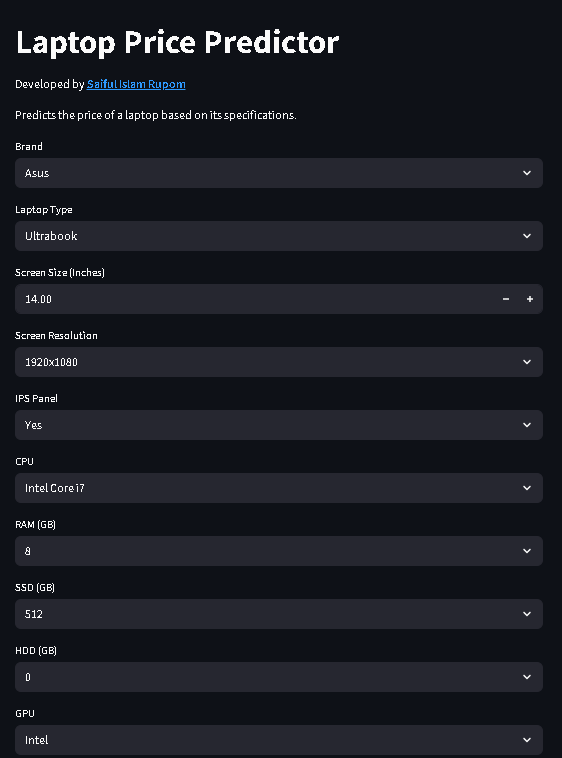 Laptop Price Predictor
Developed by Saiful Islam Rupom
Predicts the price of a laptop based on its specifications.
Brand
Asus
Laptop Type
Ultrabook
Screen Size (Inches)
14.00
Screen Resolution
1920x1080
IPS Panel
Yes
CPU
Intel Core i7
RAM (GB)
8
SSD (GB)
512
HDD (GB)
0
GPU
Intel